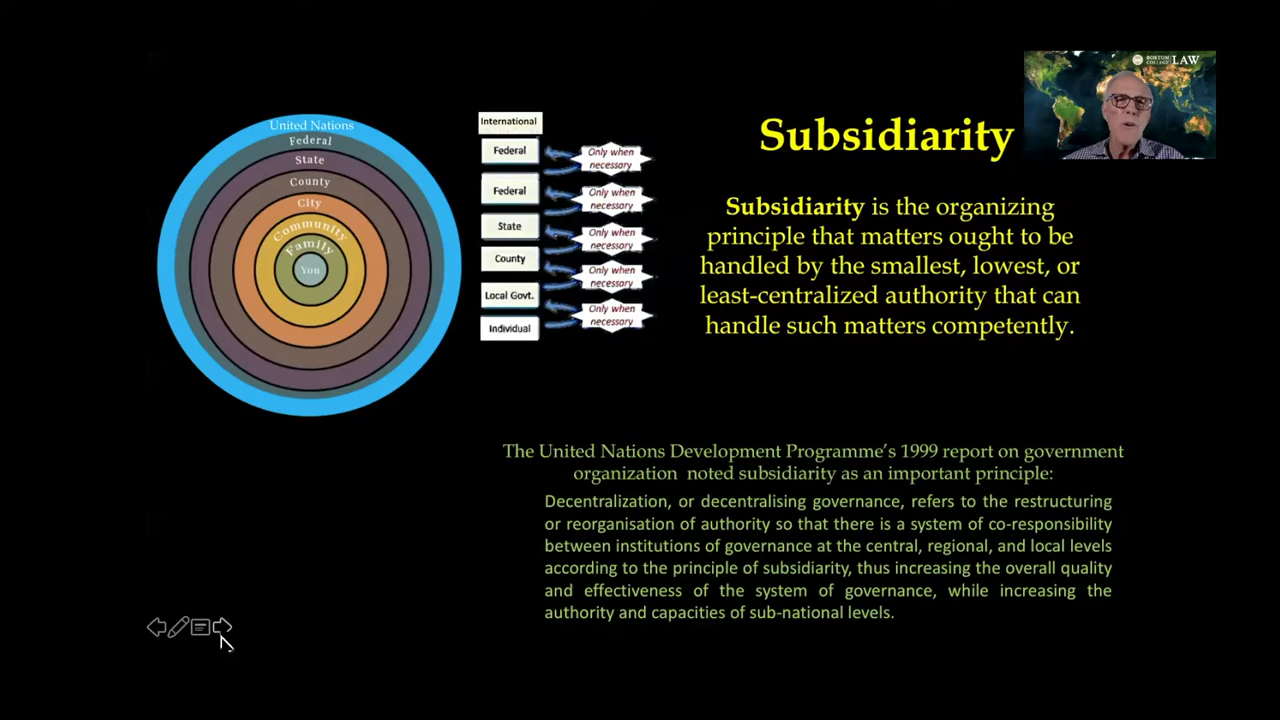 United Nations
Federal
State
County
City
Community
Family
You
International
Federal
Federal
State
County
Local Govt.
Individual
Only when
necessary
Only when
necessary
Only when
necessary
Only when
necessary
Only when
necessary
Subsidiarity
BOSTON
COLLEGE
LAW
Subsidiarity is the organizing
principle that matters ought to be
handled by the smallest, lowest, or
least-centralized authority that can
handle such matters competently.
The United Nations Development Programme’s 1999 report on government
organization noted subsidiarity as an important principle:
Decentralization, or decentralising governance, refers to the restructuring
or reorganisation of authority so that there is a system of co-responsibility
between institutions of governance at the central, regional, and local levels
according to the principle of subsidiarity, thus increasing the overall quality
and effectiveness of the system of governance, while increasing the
authority and capacities of sub-national levels.